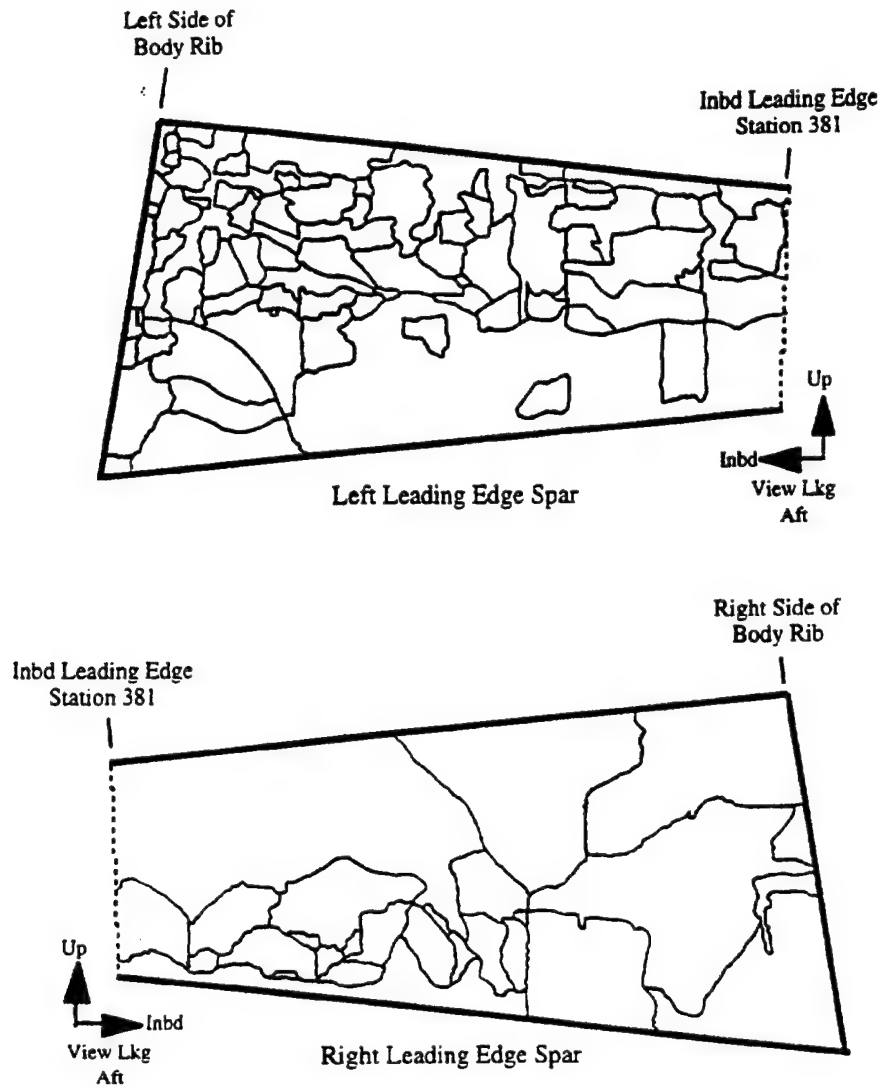 Left Side of
Body Rib
Inbd Leading Edge
Station 381
Up
Inbd
View Lkg
Aft
Left Leading Edge Spar
Right Side of
Body Rib
Inbd Leading Edge
Station 381
Up
Inbd
View Lkg
Aft
Right Leading Edge Spar